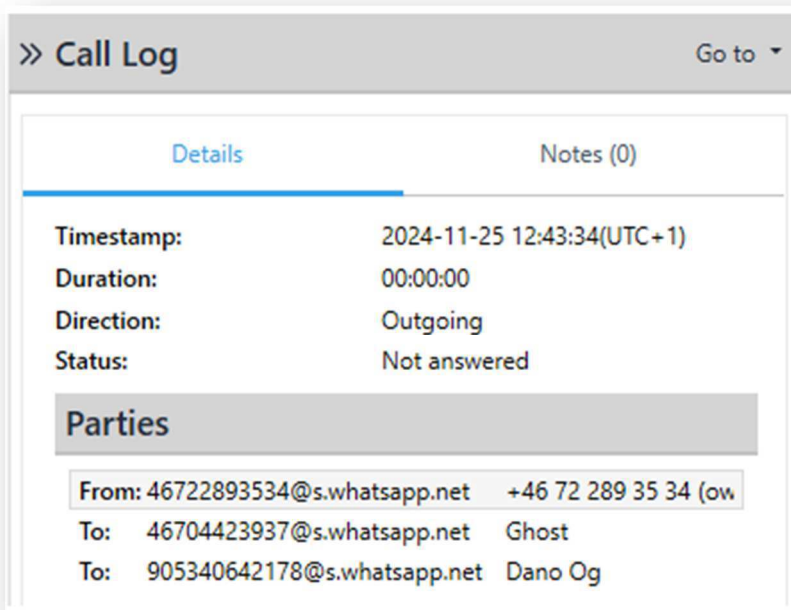 » Call Log Go to
Details Notes (0)
Timestamp: 2024-11-25 12:43:34(UTC+1)
Duration: 00:00:00
Direction: Outgoing
Status: Not answered
Parties
From: 46722893534@s.whatsapp.net +46 72 289 35 34 (ow
To: 46704423937@s.whatsapp.net Ghost
To: 905340642178@s.whatsapp.net Dano Og